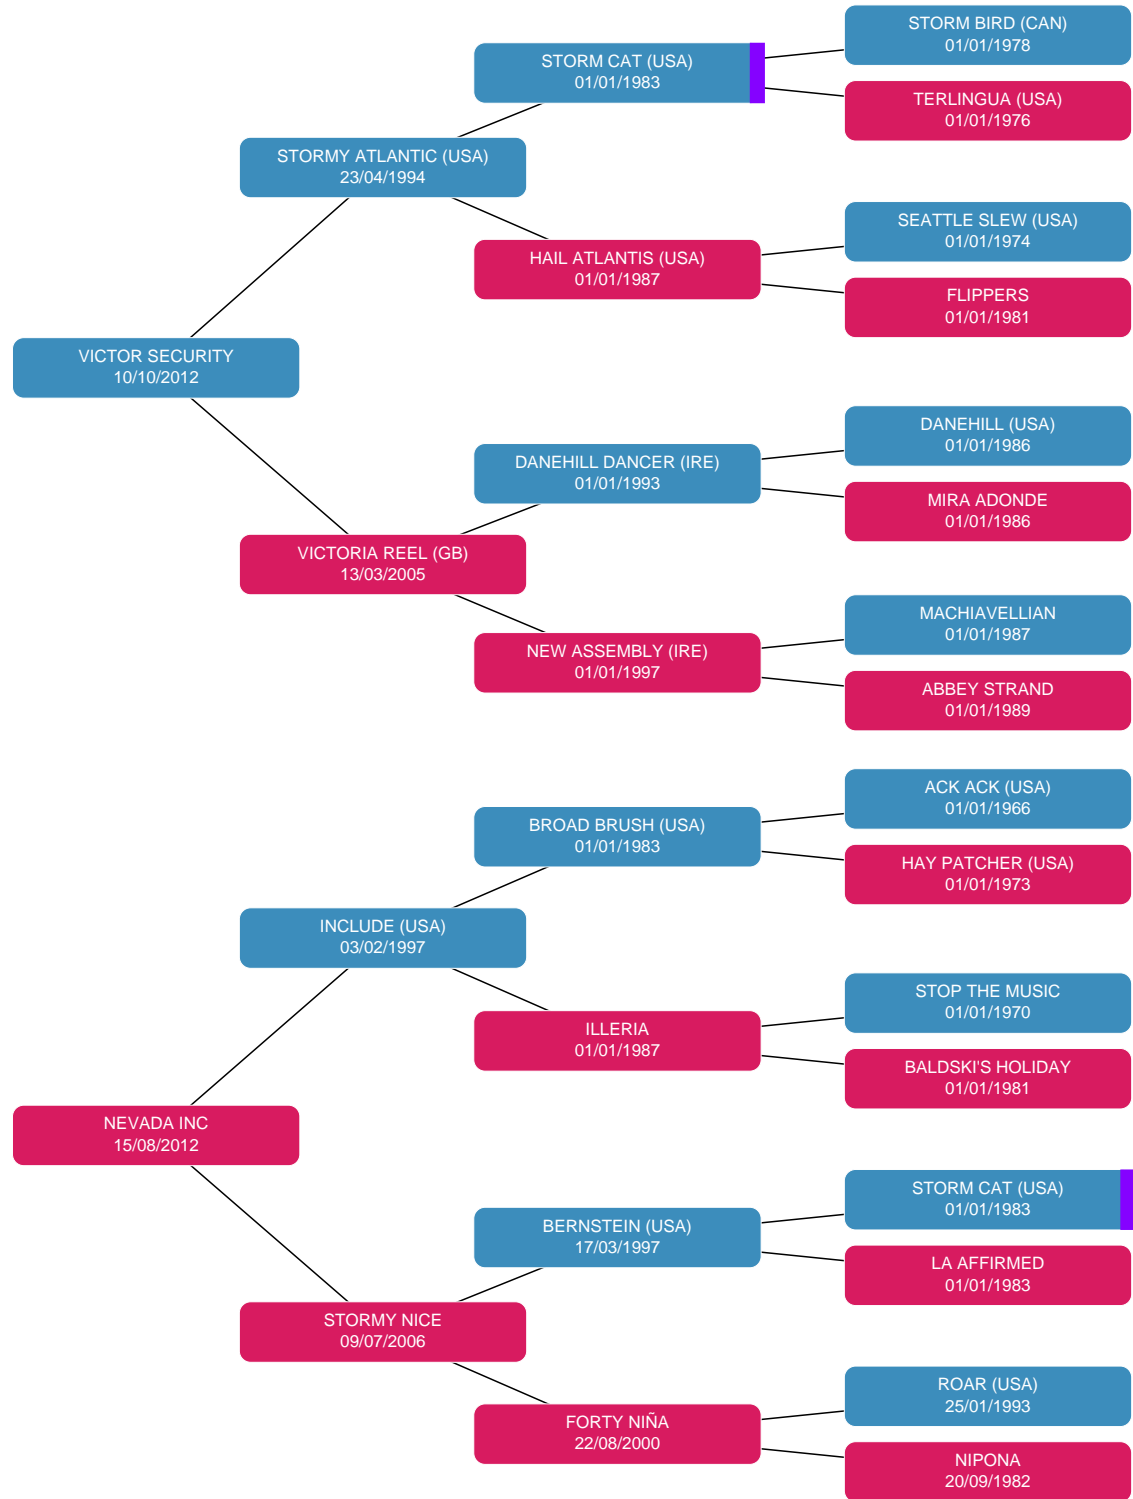 STORM BIRD (CAN)
01/01/1978
STORM CAT (USA)
01/01/1983
TERLINGUA (USA)
01/01/1976
STORMY ATLANTIC (USA)
23/04/1994
SEATTLE SLEW (USA)
01/01/1974
HAIL ATLANTIS (USA)
01/01/1987
FLIPPERS
01/01/1981
VICTOR SECURITY
10/10/2012
DANEHILL (USA)
01/01/1986
DANEHILL DANCER (IRE)
01/01/1993
MIRA ADONDE
01/01/1986
VICTORIA REEL (GB)
13/03/2005
MACHIAVELLIAN
01/01/1987
NEW ASSEMBLY (IRE)
01/01/1997
ABBEY STRAND
01/01/1989
ACK ACK (USA)
01/01/1966
BROAD BRUSH (USA)
01/01/1983
HAY PATCHER (USA)
01/01/1973
INCLUDE (USA)
03/02/1997
STOP THE MUSIC
01/01/1970
ILLERIA
01/01/1987
BALDSKI'S HOLIDAY
01/01/1981
NEVADA INC
15/08/2012
STORM CAT (USA)
01/01/1983
BERNSTEIN (USA)
17/03/1997
LA AFFIRMED
01/01/1983
STORMY NICE
09/07/2006
ROAR (USA)
25/01/1993
FORTY NIÑA
22/08/2000
NIPONA
20/09/1982